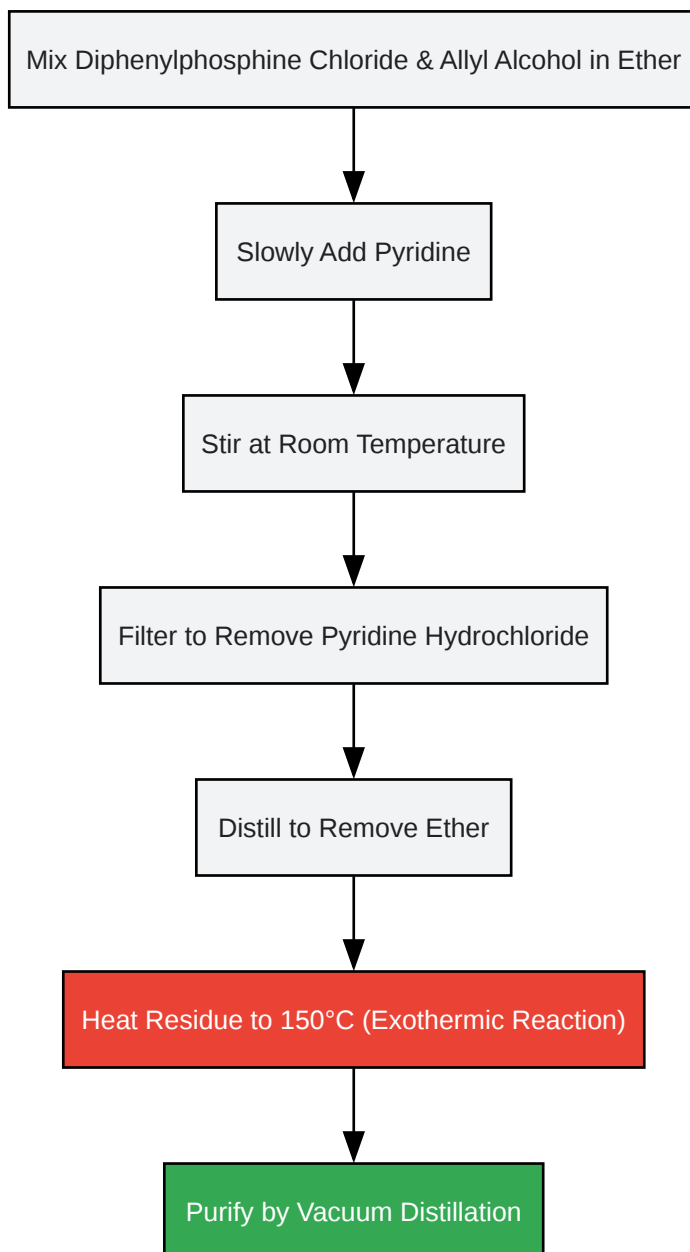 Mix Diphenylphosphine Chloride & Allyl Alcohol in Ether
Slowly Add Pyridine
Stir at Room Temperature
Filter to Remove Pyridine Hydrochloride
Distill to Remove Ether
Heat Residue to 150°C (Exothermic Reaction)
Purify by Vacuum Distillation